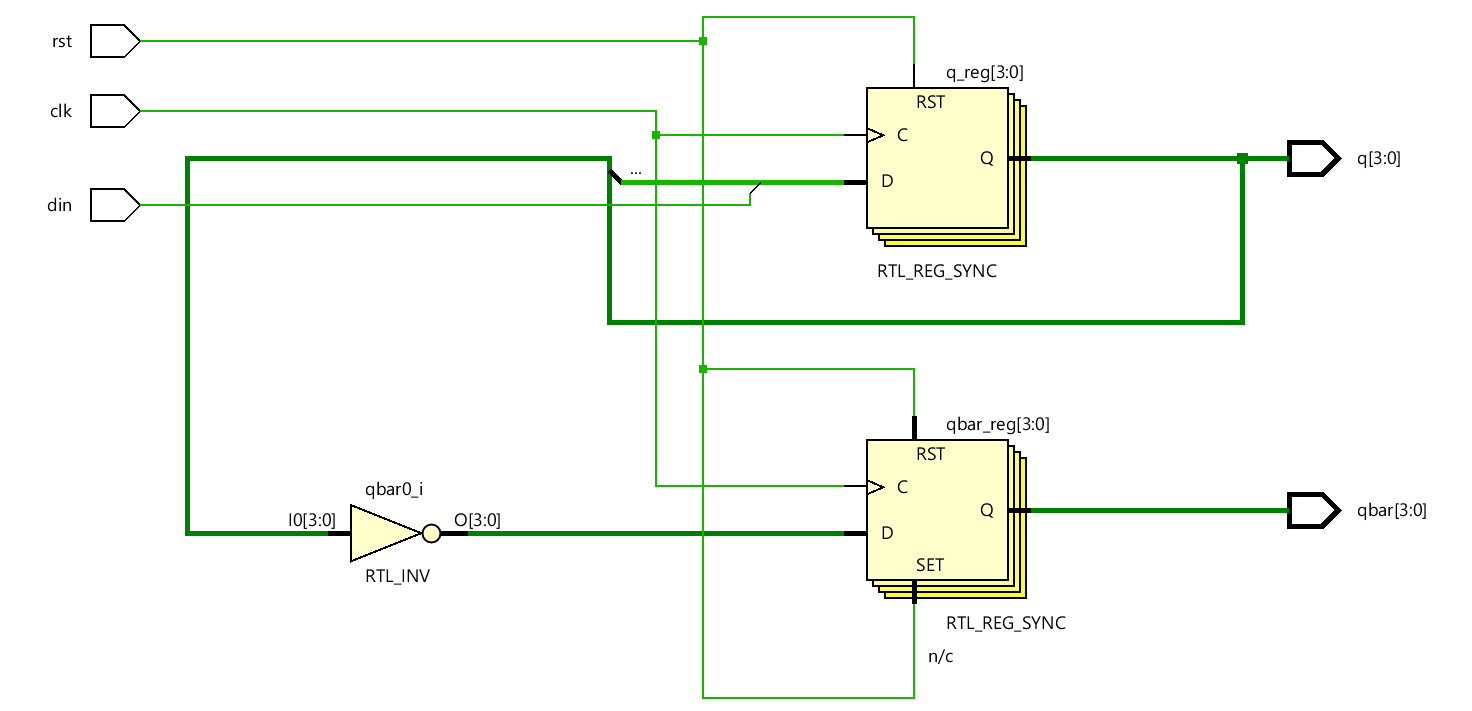 rst
clk
din
...
q_reg[3:0]
RST
C
Q
D
RTL_REG_SYNC
q[3:0]
qbar_reg[3:0]
RST
C
Q
D
SET
RTL_REG_SYNC
n/c
qbar[3:0]
qbar0_i
I0[3:0]
O[3:0]
RTL_INV